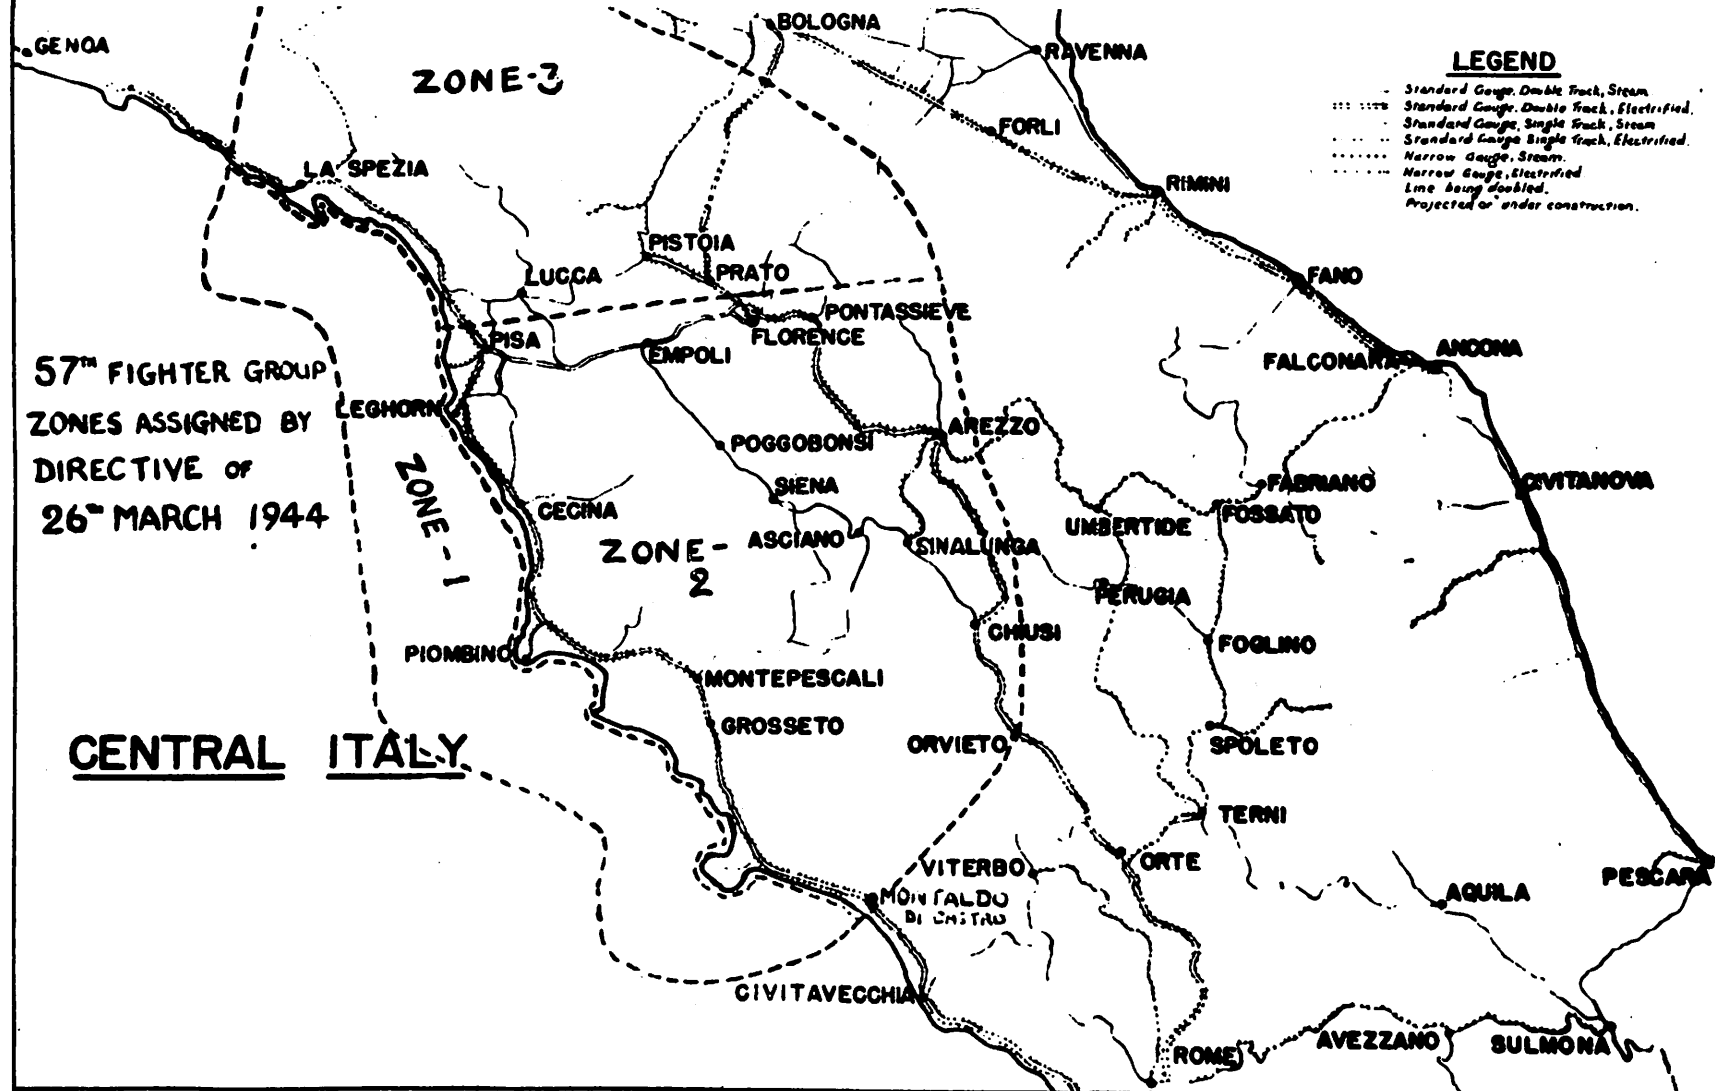 GENOA
BOLOGNA
RAVENNA
ZONE-3
LEGEND
Standard Gauge, Double Track, Steam
Standard Gauge, Double Track, Electrified.
Standard Gauge, Single Track, Steam
Standard Gauge Single Track, Electrified.
Narrow Gauge, Steam.
Narrow Gauge, Electrified
Line being doubled.
Projected or under construction.
FORLI
LA SPEZIA
RIMINI
PISTOIA
LUCCA
PRATO
FANO
PONTASSIEVE
PISA
FLORENCE
EMPOLI
FALCONARA
ANCONA
57TH FIGHTER GROUP
ZONES ASSIGNED BY
DIRECTIVE of
26TH MARCH 1944
LEGHORN
POGGOBONSI
AREZZO
ZONE-1
SIENA
FABRIANO
CIVITANOVA
CECINA
FOSSATO
UMBERTIDE
ASCIANO
SINALUNGA
ZONE-
2
PERUGIA
CHIUSI
FOGLINO
PIOMBINO
MONTEPESCALI
GROSSETO
ORVIETO
SPOLETO
CENTRAL ITALY
TERNI
VITERBO
ORTE
PESCARA
AQUILA
MONTALDO
DI CASTRO
CIVITAVECCHIA
ROME
AVEZZANO
SULMONA